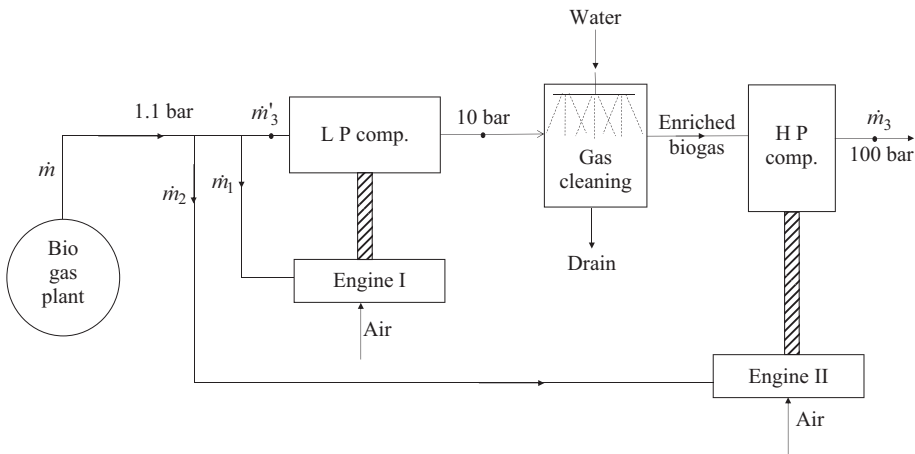 Water
1.1 bar
ṁ'₃
L P comp.
10 bar
Enriched
biogas
H P
comp.
ṁ₃
100 bar
Gas
cleaning
ṁ
ṁ₂
ṁ₁
Bio
gas
plant
Drain
Engine I
Air
Engine II
Air